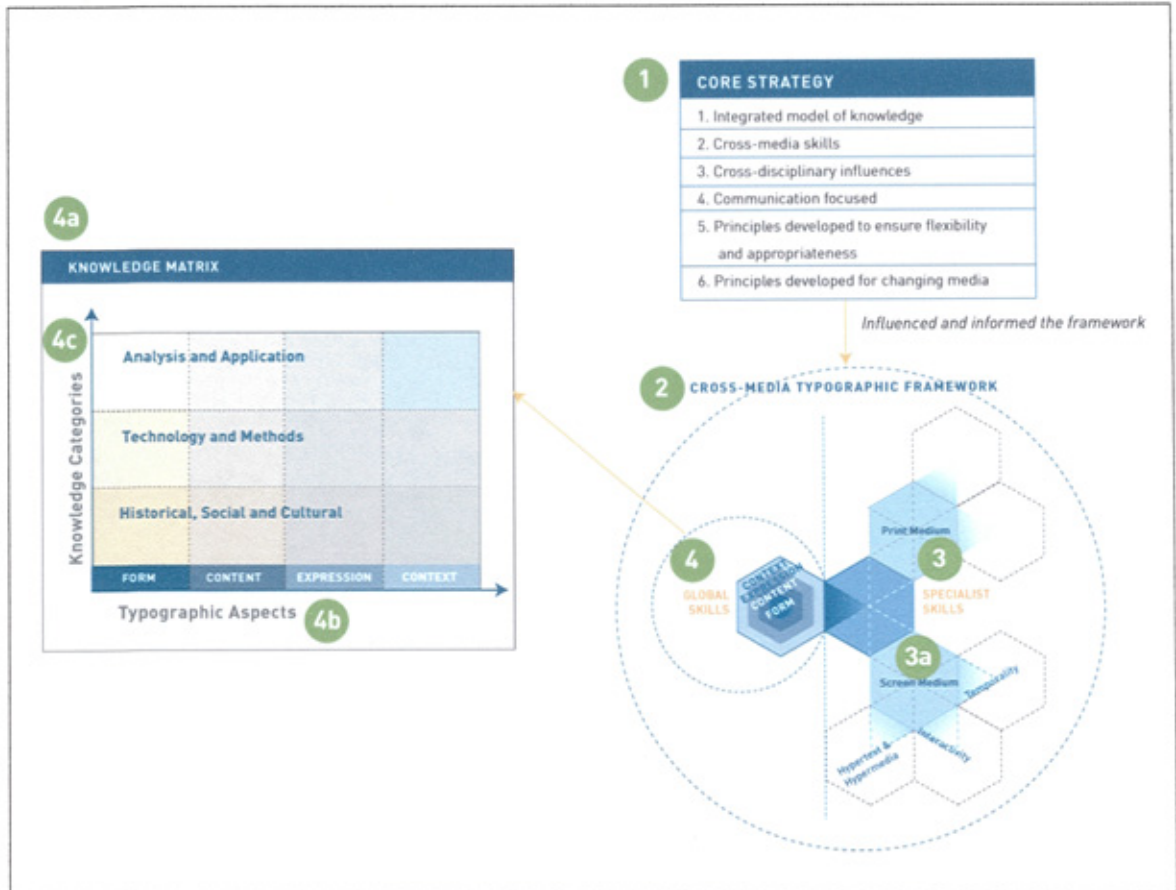 1
CORE STRATEGY
1. Integrated model of knowledge
2. Cross-media skills
3. Cross-disciplinary influences
4. Communication focused
5. Principles developed to ensure flexibility
and appropriateness
6. Principles developed for changing media
Influenced and informed the framework
4a
KNOWLEDGE MATRIX
4c
Knowledge Categories
Analysis and Application
Technology and Methods
Historical, Social and Cultural
FORM CONTENT EXPRESSION CONTEXT
Typographic Aspects
4b
2
CROSS-MEDIA TYPOGRAPHIC FRAMEWORK
4
GLOBAL
SKILLS
CONTEXT
EXPRESSION
CONTENT
FORM
Print Medium
3
SPECIALIST
SKILLS
3a
Screen Medium
Temporality
Interactivity
Hypertext &
Hypermedia